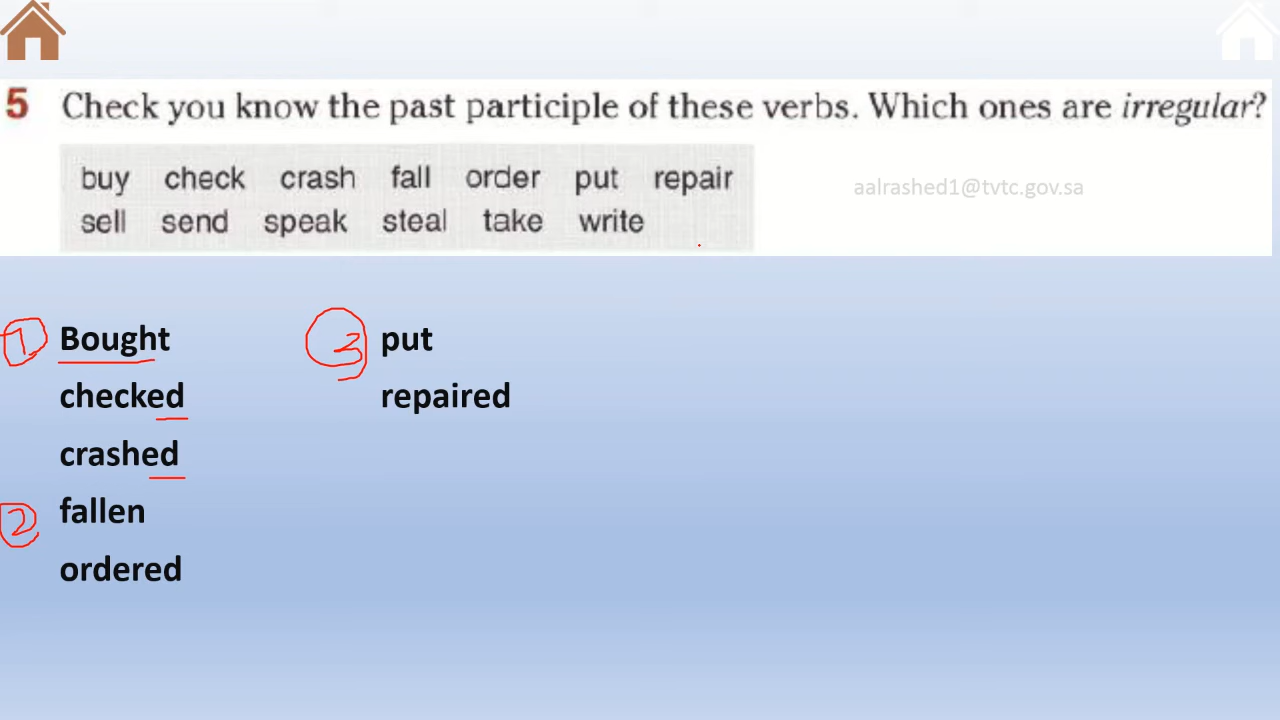 5 Check you know the past participle of these verbs. Which ones are irregular?
buy check crash fall order put repair
sell send speak steal take write
aalrashed1@tvtc.gov.sa
1 Bought
checked
crashed
2 fallen
ordered
3 put
repaired